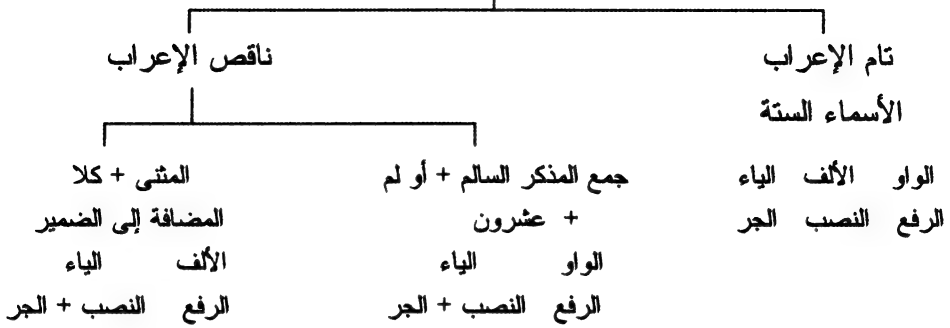 تام الإعراب
الأسماء الستة
الواو الألف الياء
الرفع النصب الجر
ناقص الإعراب
جمع المذكر السالم + أو لم
+ عشرون
الواو الياء
الرفع النصب + الجر
المثنى + كلا
المضافة إلى الضمير
الألف الياء
الرفع النصب + الجر